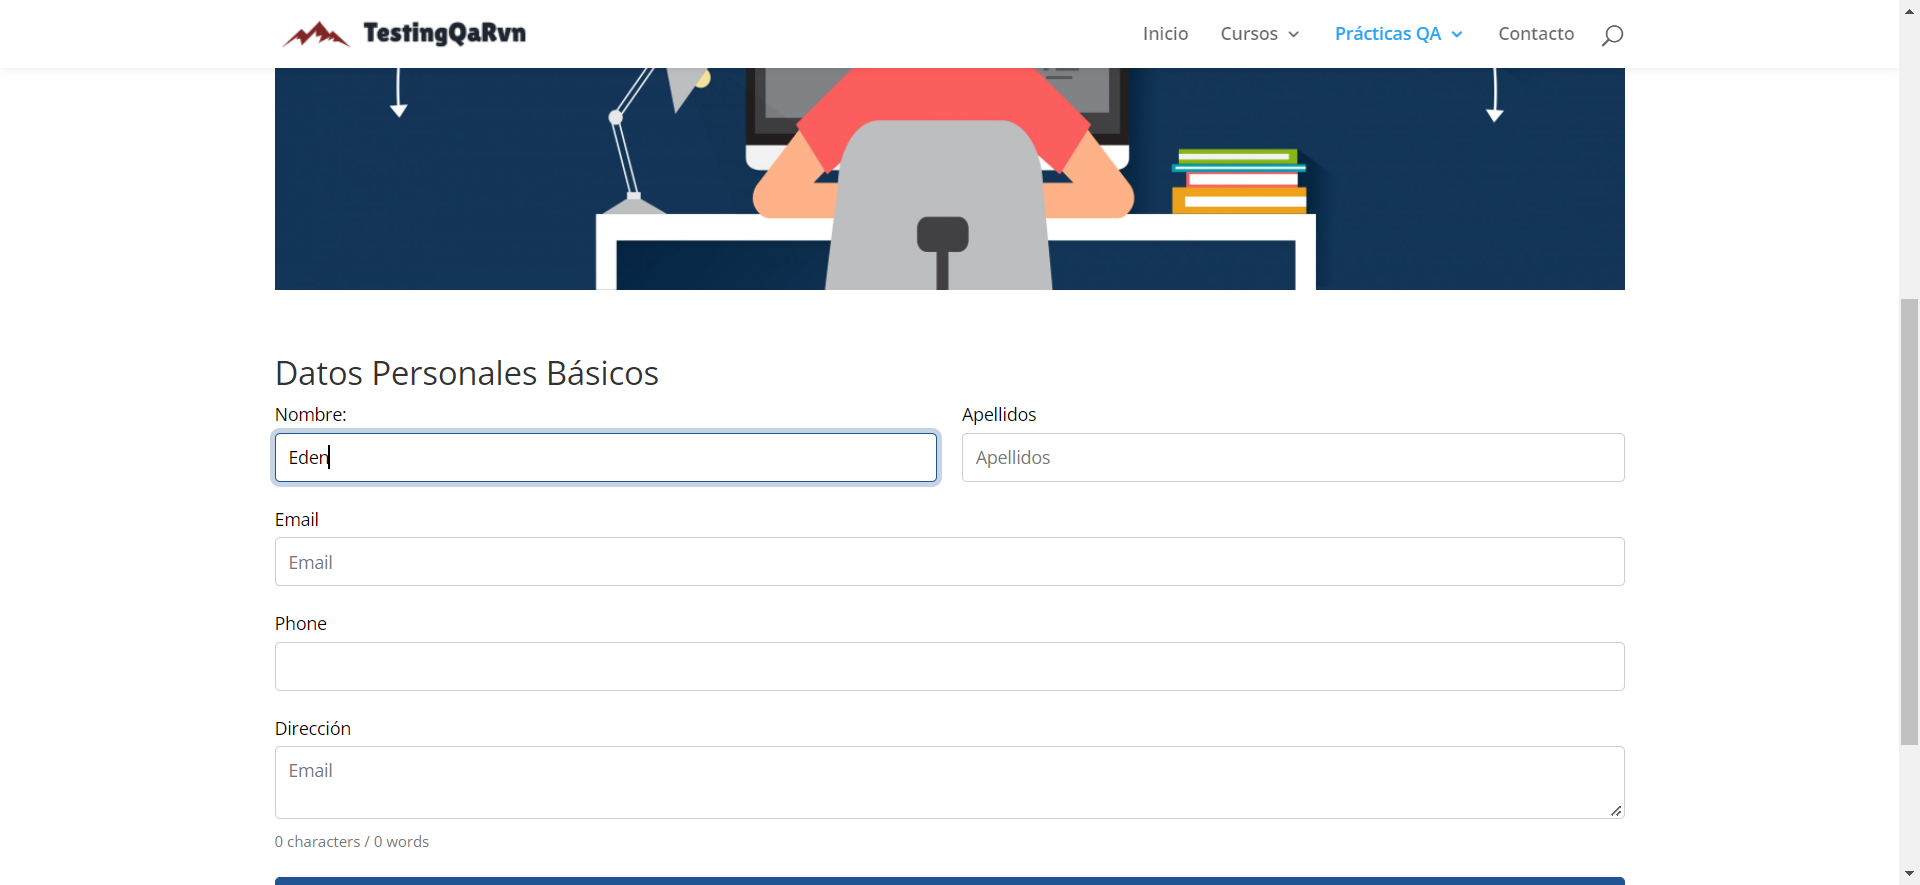 TestingQaRvn
Inicio Cursos Prácticas QA Contacto
Datos Personales Básicos
Nombre: Apellidos
Eden Apellidos
Email
Email
Phone
Dirección
Email
0 characters / 0 words